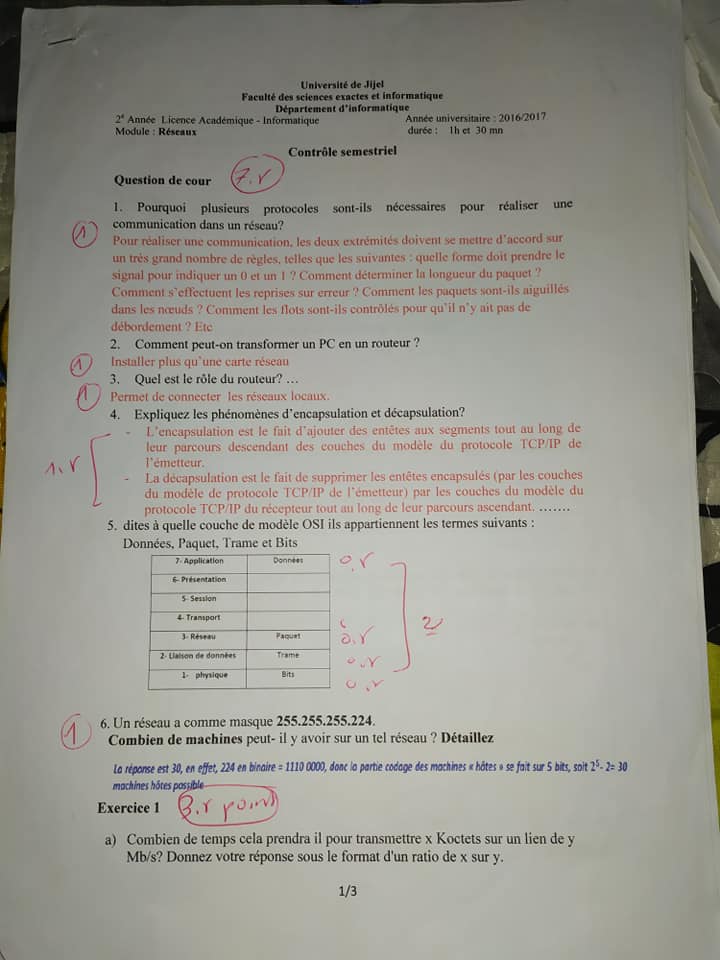 Université de Jijel
Faculté des sciences exactes et informatique
Département d'informatique
2e Année Licence Académique - Informatique Année universitaire : 2016/2017
Module : Réseaux durée : 1h et 30 mn
Contrôle semestriel
Question de cour 7.5
1. Pourquoi plusieurs protocoles sont-ils nécessaires pour réaliser une
communication dans un réseau?
1
Pour réaliser une communication, les deux extrémités doivent se mettre d'accord sur
un très grand nombre de règles, telles que les suivantes : quelle forme doit prendre le
signal pour indiquer un 0 et un 1 ? Comment déterminer la longueur du paquet ?
Comment s'effectuent les reprises sur erreur ? Comment les paquets sont-ils aiguillés
dans les nœuds ? Comment les flots sont-ils contrôlés pour qu'il n'y ait pas de
débordement ? Etc
2. Comment peut-on transformer un PC en un routeur ?
1
Installer plus qu'une carte réseau
3. Quel est le rôle du routeur? …
1
Permet de connecter les réseaux locaux.
4. Expliquez les phénomènes d'encapsulation et décapsulation?
- L'encapsulation est le fait d'ajouter des entêtes aux segments tout au long de
leur parcours descendant des couches du modèle du protocole TCP/IP de
l'émetteur.
1,5
- La décapsulation est le fait de supprimer les entêtes encapsulés (par les couches
du modèle de protocole TCP/IP de l'émetteur) par les couches du modèle du
protocole TCP/IP du récepteur tout au long de leur parcours ascendant. …….
5. dites à quelle couche de modèle OSI ils appartiennent les termes suivants :
Données, Paquet, Trame et Bits
7- Application Données 0,5
6- Présentation
5- Session
4- Transport
3- Réseau Paquet 0,5
2- Liaison de données Trame 0,5
1- physique Bits 0,5
2
6. Un réseau a comme masque 255.255.255.224.
1
Combien de machines peut- il y avoir sur un tel réseau ? Détaillez
La réponse est 30, en effet, 224 en binaire = 1110 0000, donc la partie codage des machines « hôtes » se fait sur 5 bits, soit 2^5- 2= 30
machines hôtes possible
Exercice 1 3.5 point
a) Combien de temps cela prendra il pour transmettre x Koctets sur un lien de y
Mb/s? Donnez votre réponse sous le format d'un ratio de x sur y.
1/3